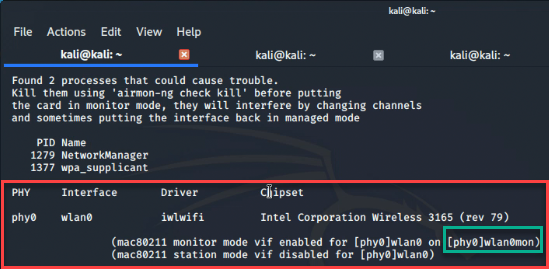 kali@kali: ~
File Actions Edit View Help
kali@kali: ~ kali@kali: ~ kali@kali: ~
Found 2 processes that could cause trouble.
Kill them using 'airmon-ng check kill' before putting
the card in monitor mode, they will interfere by changing channels
and sometimes putting the interface back in managed mode
PID Name
1279 NetworkManager
1377 wpa_supplicant
PHY Interface Driver Chipset
phy0 wlan0 iwlwifi Intel Corporation Wireless 3165 (rev 79)
(mac80211 monitor mode vif enabled for [phy0]wlan0 on [phy0]wlan0mon)
(mac80211 station mode vif disabled for [phy0]wlan0)